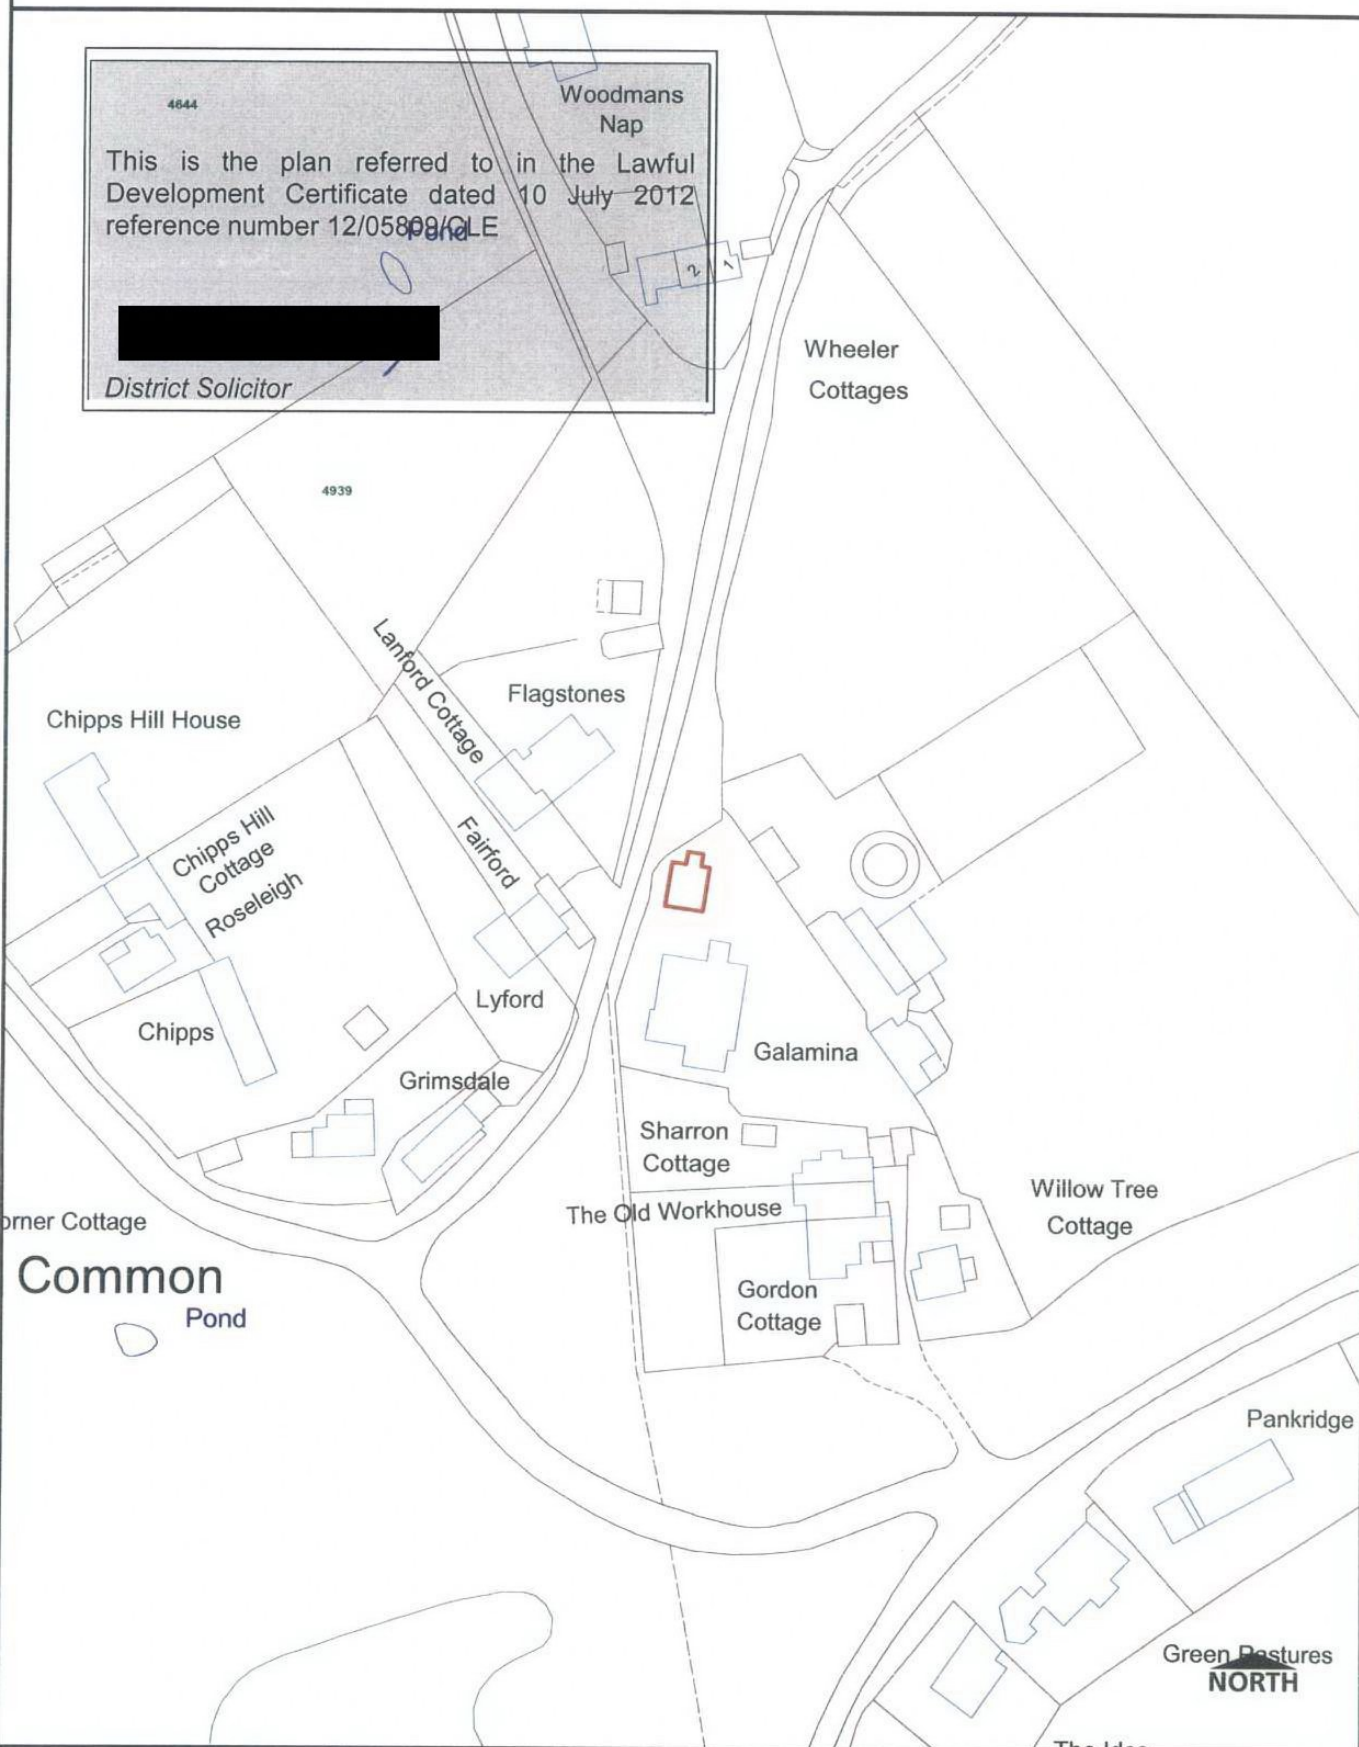 4644
Woodmans
Nap
This is the plan referred to in the Lawful
Development Certificate dated 10 July 2012
reference number 12/05809/CLE
Pond
District Solicitor
2
1
Wheeler
Cottages
4939
Lanford Cottage
Flagstones
Chipps Hill House
Chipps Hill
Cottage
Roseleigh
Fairford
Lyford
Chipps
Grimsdale
Galamina
Sharron
Cottage
The Old Workhouse
Willow Tree
Cottage
orner Cottage
Common
Pond
Gordon
Cottage
Pankridge
Green Pastures
NORTH